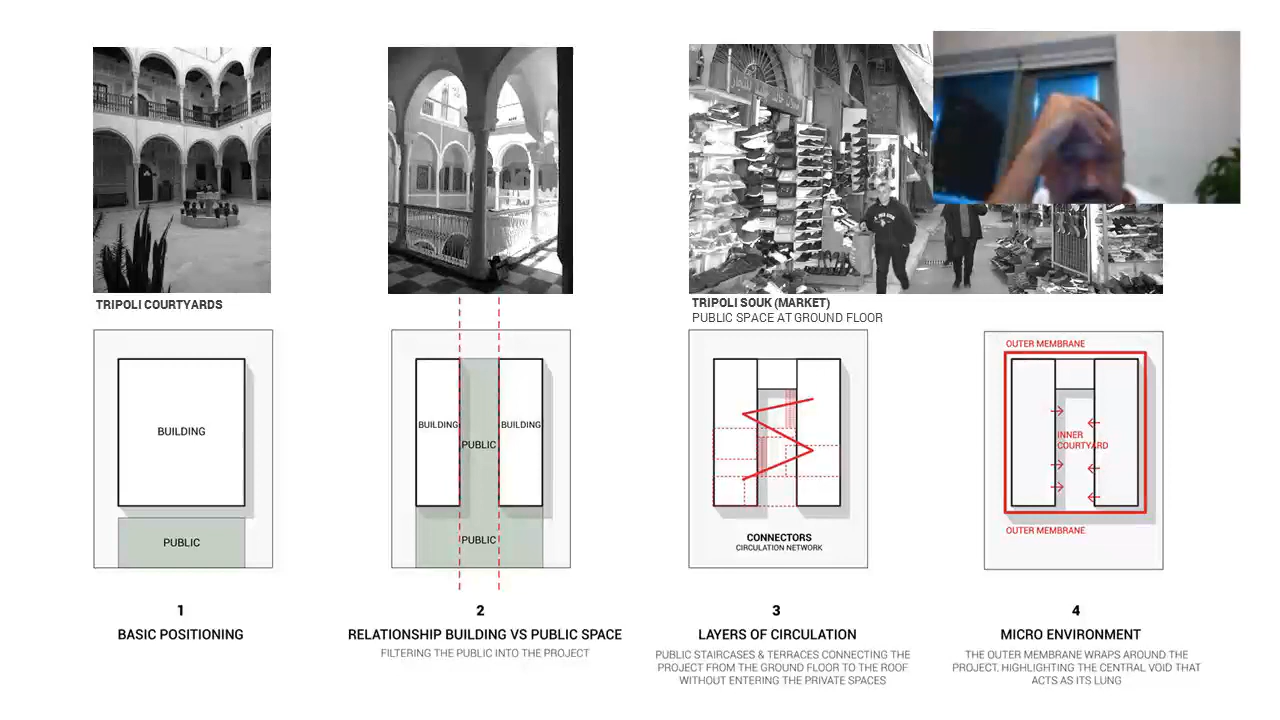 TRIPOLI COURTYARDS
TRIPOLI SOUK (MARKET)
PUBLIC SPACE AT GROUND FLOOR
BUILDING
PUBLIC
1
BASIC POSITIONING
BUILDING
BUILDING
PUBLIC
PUBLIC
2
RELATIONSHIP BUILDING VS PUBLIC SPACE
FILTERING THE PUBLIC INTO THE PROJECT
CONNECTORS
CIRCULATION NETWORK
3
LAYERS OF CIRCULATION
PUBLIC STAIRCASES & TERRACES CONNECTING THE
PROJECT FROM THE GROUND FLOOR TO THE ROOF
WITHOUT ENTERING THE PRIVATE SPACES
OUTER MEMBRANE
INNER
COURTYARD
OUTER MEMBRANE
4
MICRO ENVIRONMENT
THE OUTER MEMBRANE WRAPS AROUND THE
PROJECT, HIGHLIGHTING THE CENTRAL VOID THAT
ACTS AS ITS LUNG